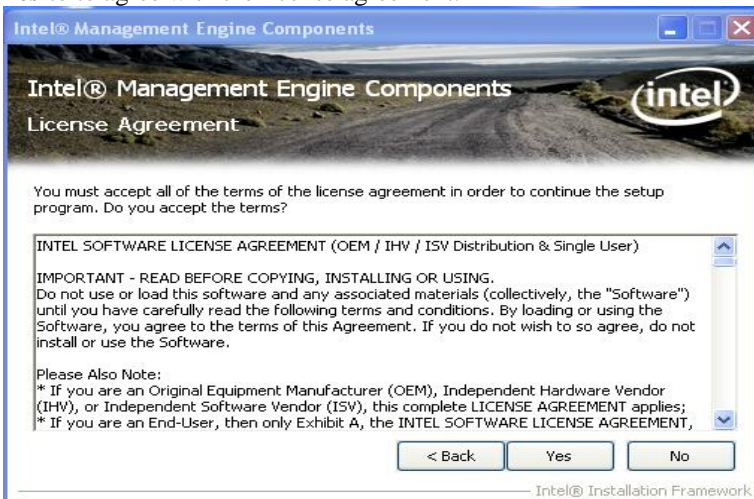 to agree with the license agreement.
Intel® Management Engine Components
Intel® Management Engine Components
License Agreement
intel
You must accept all of the terms of the license agreement in order to continue the setup
program. Do you accept the terms?
INTEL SOFTWARE LICENSE AGREEMENT (OEM / IHV / ISV Distribution & Single User)
IMPORTANT - READ BEFORE COPYING, INSTALLING OR USING.
Do not use or load this software and any associated materials (collectively, the "Software")
until you have carefully read the following terms and conditions. By loading or using the
Software, you agree to the terms of this Agreement. If you do not wish to so agree, do not
install or use the Software.
Please Also Note:
* If you are an Original Equipment Manufacturer (OEM), Independent Hardware Vendor
(IHV), or Independent Software Vendor (ISV), this complete LICENSE AGREEMENT applies;
* If you are an End-User, then only Exhibit A, the INTEL SOFTWARE LICENSE AGREEMENT,
< Back Yes No
Intel® Installation Framework